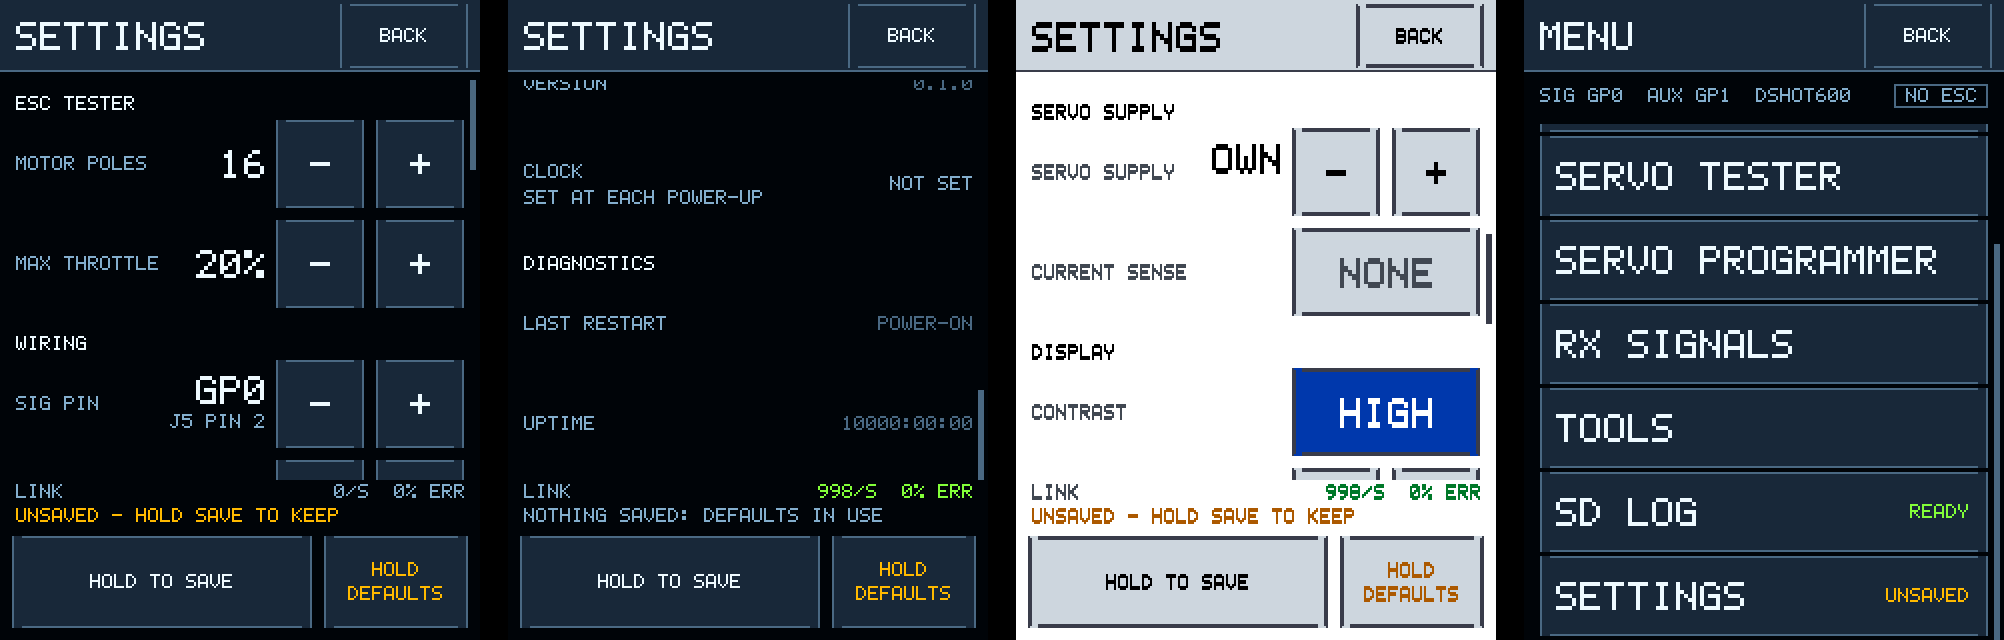 SETTINGS
BACK
ESC TESTER
MOTOR POLES 16 - +
MAX THROTTLE 20% - +
WIRING
SIG PIN GP0 - +
J5 PIN 2
LINK 0/S 0% ERR
UNSAVED - HOLD SAVE TO KEEP
HOLD TO SAVE
HOLD
DEFAULTS
SETTINGS
BACK
VERSION 0.1.0
CLOCK
SET AT EACH POWER-UP
NOT SET
DIAGNOSTICS
LAST RESTART POWER-ON
UPTIME 10000:00:00
LINK 998/S 0% ERR
NOTHING SAVED: DEFAULTS IN USE
HOLD TO SAVE
HOLD
DEFAULTS
SETTINGS
BACK
SERVO SUPPLY
SERVO SUPPLY OWN - +
CURRENT SENSE NONE
DISPLAY
CONTRAST HIGH
LINK 998/S 0% ERR
UNSAVED - HOLD SAVE TO KEEP
HOLD TO SAVE
HOLD
DEFAULTS
MENU
BACK
SIG GP0 AUX GP1 DSHOT600 NO ESC
SERVO TESTER
SERVO PROGRAMMER
RX SIGNALS
TOOLS
SD LOG READY
SETTINGS UNSAVED